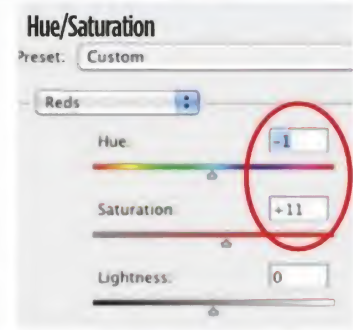 Hue/Saturation
Preset: Custom
Reds
Hue: -1
Saturation: +11
Lightness: 0